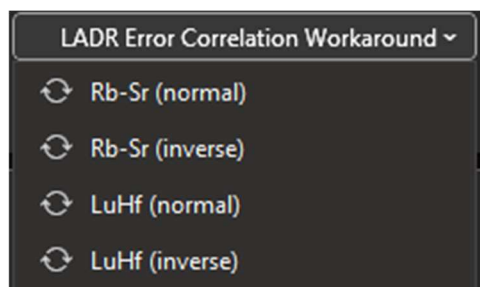 LADR Error Correlation Workaround
Rb-Sr (normal)
Rb-Sr (inverse)
LuHf (normal)
LuHf (inverse)